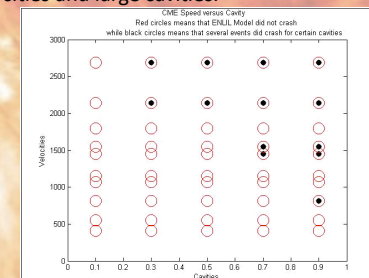 cities and large cavities.
CME Speed versus Cavity
Red circles means that ENLIL Model did not crash
while black circles means that several events did crash for certain cavities
3000
2500
2000
1500
1000
500
0
Velocities
0 0.1 0.2 0.3 0.4 0.5 0.6 0.7 0.8 0.9 1
Cavities